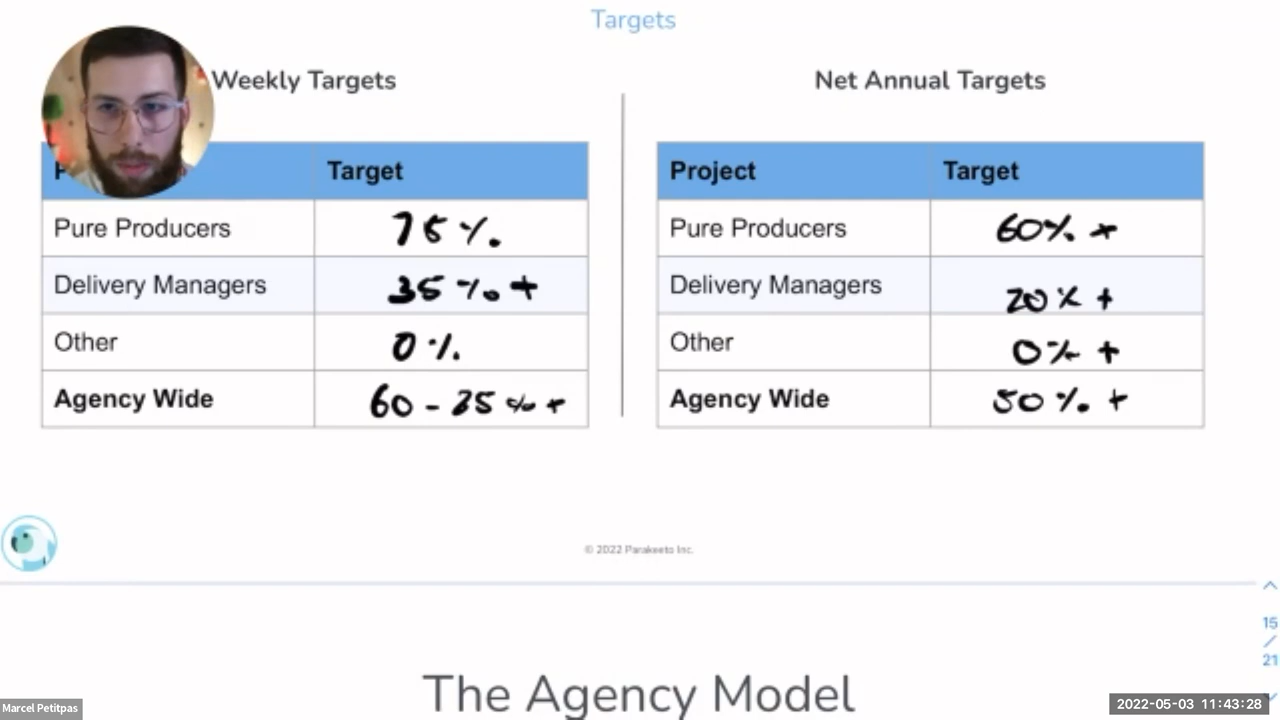 Targets
Weekly Targets
Net Annual Targets
Target
Pure Producers 75%.
Delivery Managers 35%+
Other 0%.
Agency Wide 60 - 85%+
Project Target
Pure Producers 60%+
Delivery Managers 20%+
Other 0%+
Agency Wide 50%+
© 2022 Parakeeto Inc.
15
/
21
The Agency Model
Marcel Petitpas
2022-05-03 11:43:28